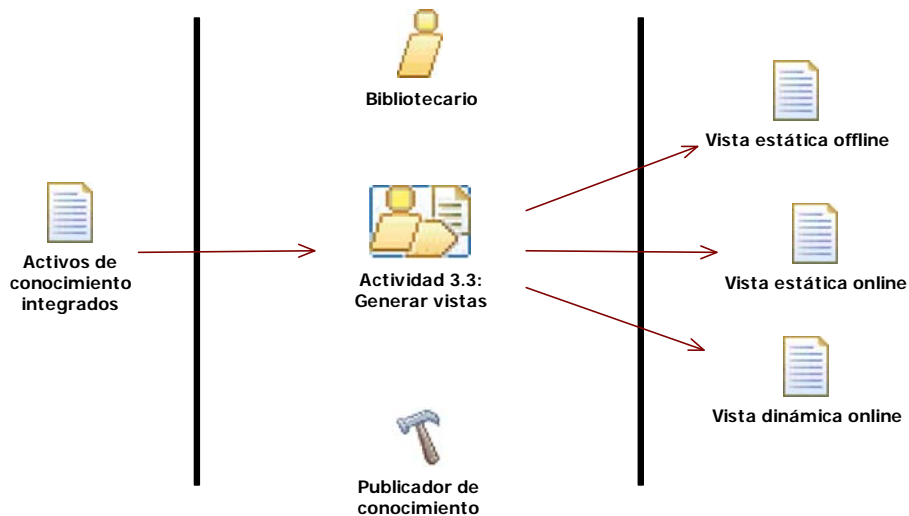 Bibliotecario
Vista estática offline
Activos de
conocimiento
integrados
Actividad 3.3:
Generar vistas
Vista estática online
Vista dinámica online
Publicador de
conocimiento